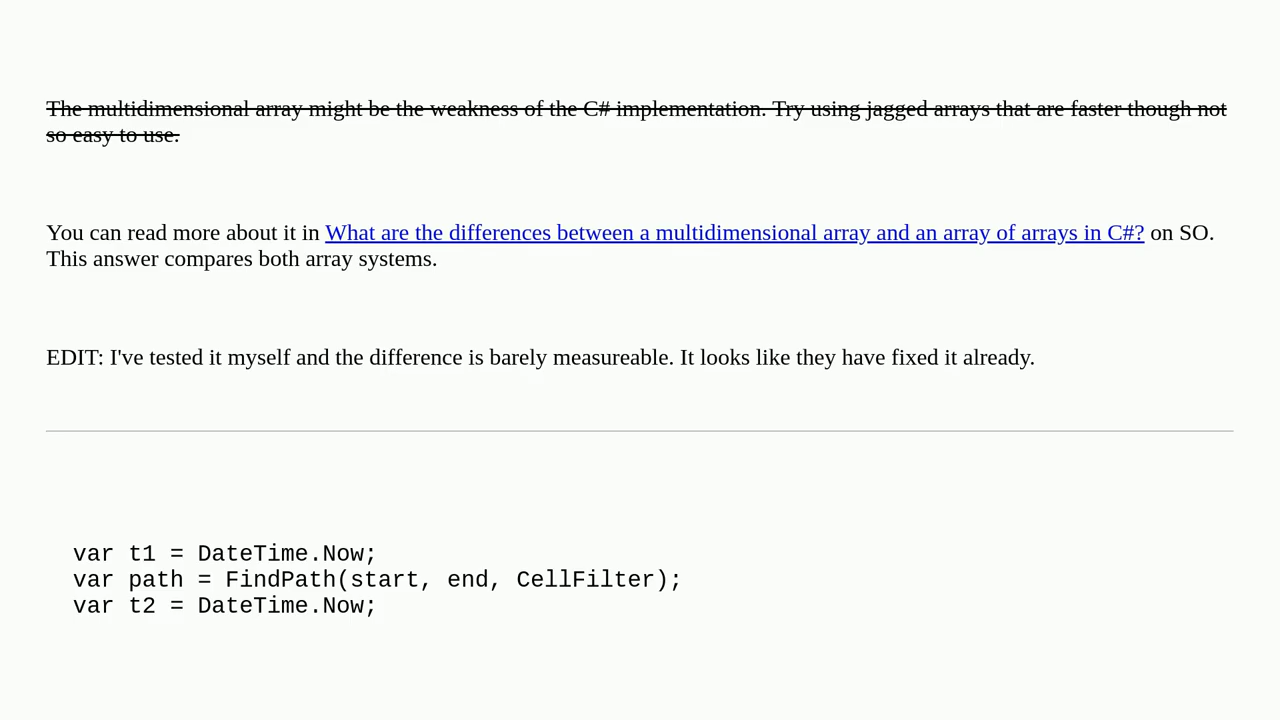 The multidimensional array might be the weakness of the C# implementation. Try using jagged arrays that are faster though not
so easy to use.
You can read more about it in What are the differences between a multidimensional array and an array of arrays in C#? on SO.
This answer compares both array systems.
EDIT: I've tested it myself and the difference is barely measureable. It looks like they have fixed it already.
var t1 = DateTime.Now;
var path = FindPath(start, end, CellFilter);
var t2 = DateTime.Now;